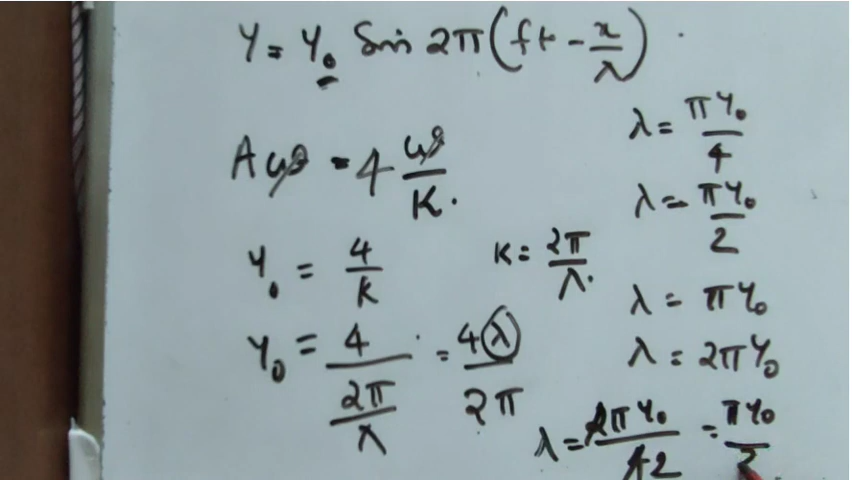 Y = Y₀ Sin 2π(ft - x/λ)
Aω = 4 ω/K.
Y₀ = 4/K
K = 2π/λ.
Y₀ = 4/(2π/λ) = 4λ/2π
λ = πY₀/4
λ = πY₀/2
λ = πY₀
λ = 2πY₀
λ = 2πY₀/42 = πY₀/2